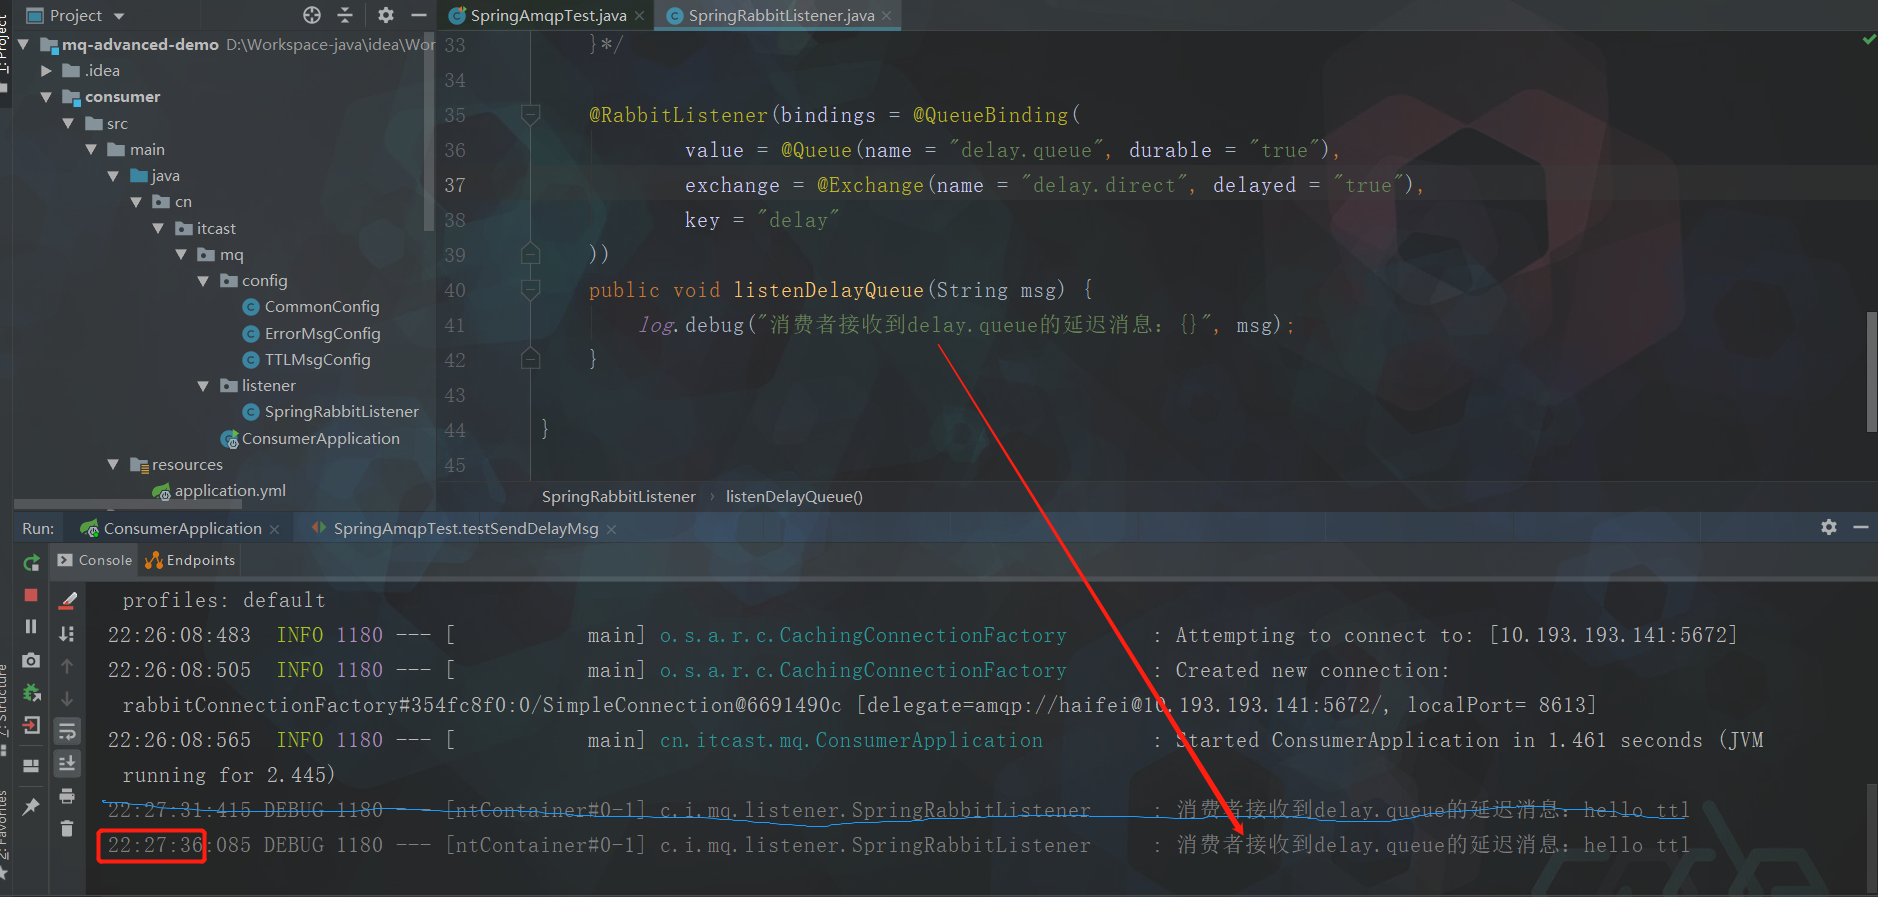 Project
SpringAmqpTest.java
SpringRabbitListener.java
1: Project
mq-advanced-demo D:\Workspace-java\idea\Wor
.idea
consumer
src
main
java
cn
itcast
mq
config
CommonConfig
ErrorMsgConfig
TTLMsgConfig
listener
SpringRabbitListener
ConsumerApplication
resources
application.yml
33 }*/
34
35 @RabbitListener(bindings = @QueueBinding(
36 value = @Queue(name = "delay.queue", durable = "true"),
37 exchange = @Exchange(name = "delay.direct", delayed = "true"),
38 key = "delay"
39 ))
40 public void listenDelayQueue(String msg) {
41 log.debug("消费者接收到delay.queue的延迟消息：{}", msg);
42 }
43
44 }
45
SpringRabbitListener › listenDelayQueue()
Run: ConsumerApplication SpringAmqpTest.testSendDelayMsg
Console Endpoints
profiles: default
22:26:08:483 INFO 1180 --- [ main] o.s.a.r.c.CachingConnectionFactory : Attempting to connect to: [10.193.193.141:5672]
22:26:08:505 INFO 1180 --- [ main] o.s.a.r.c.CachingConnectionFactory : Created new connection:
rabbitConnectionFactory#354fc8f0:0/SimpleConnection@6691490c [delegate=amqp://haifei@10.193.193.141:5672/, localPort= 8613]
22:26:08:565 INFO 1180 --- [ main] cn.itcast.mq.ConsumerApplication : Started ConsumerApplication in 1.461 seconds (JVM
running for 2.445)
22:27:31:415 DEBUG 1180 --- [ntContainer#0-1] c.i.mq.listener.SpringRabbitListener : 消费者接收到delay.queue的延迟消息：hello ttl
22:27:36:085 DEBUG 1180 --- [ntContainer#0-1] c.i.mq.listener.SpringRabbitListener : 消费者接收到delay.queue的延迟消息：hello ttl
7: Structure
2: Favorites